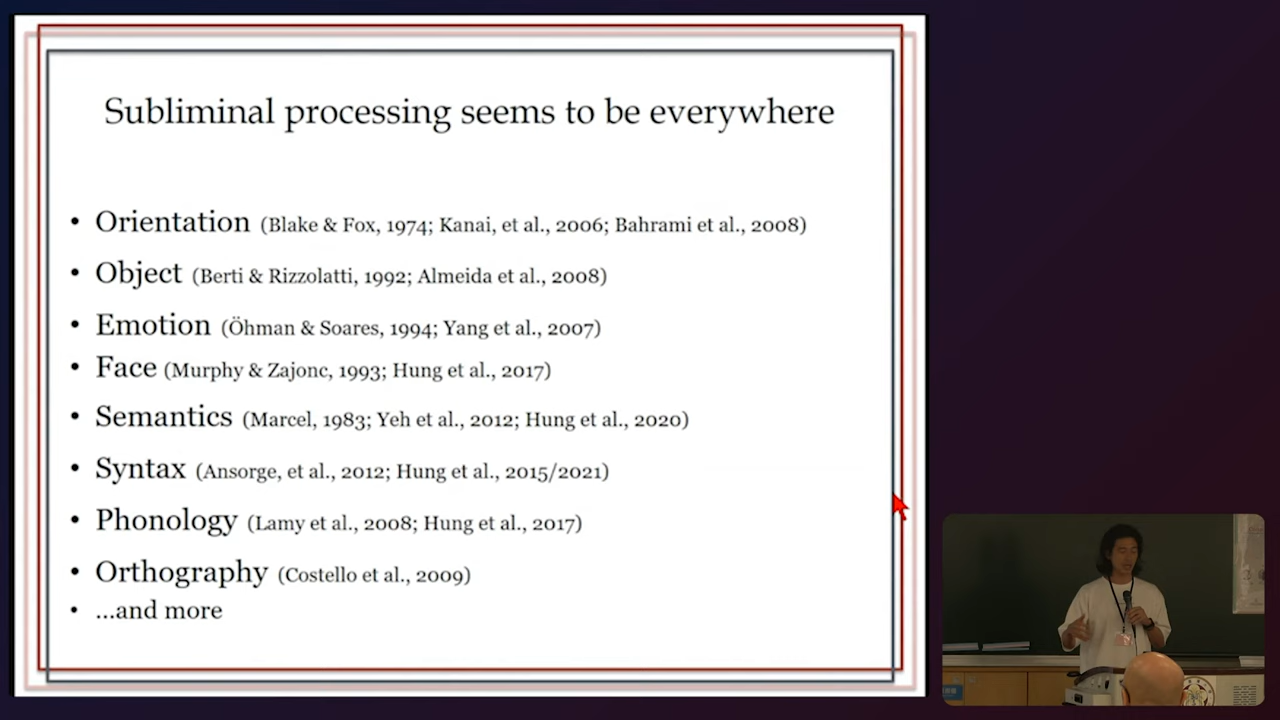 Subliminal processing seems to be everywhere
• Orientation (Blake & Fox, 1974; Kanai, et al., 2006; Bahrami et al., 2008)
• Object (Berti & Rizzolatti, 1992; Almeida et al., 2008)
• Emotion (Öhman & Soares, 1994; Yang et al., 2007)
• Face (Murphy & Zajonc, 1993; Hung et al., 2017)
• Semantics (Marcel, 1983; Yeh et al., 2012; Hung et al., 2020)
• Syntax (Ansorge, et al., 2012; Hung et al., 2015/2021)
• Phonology (Lamy et al., 2008; Hung et al., 2017)
• Orthography (Costello et al., 2009)
• ...and more